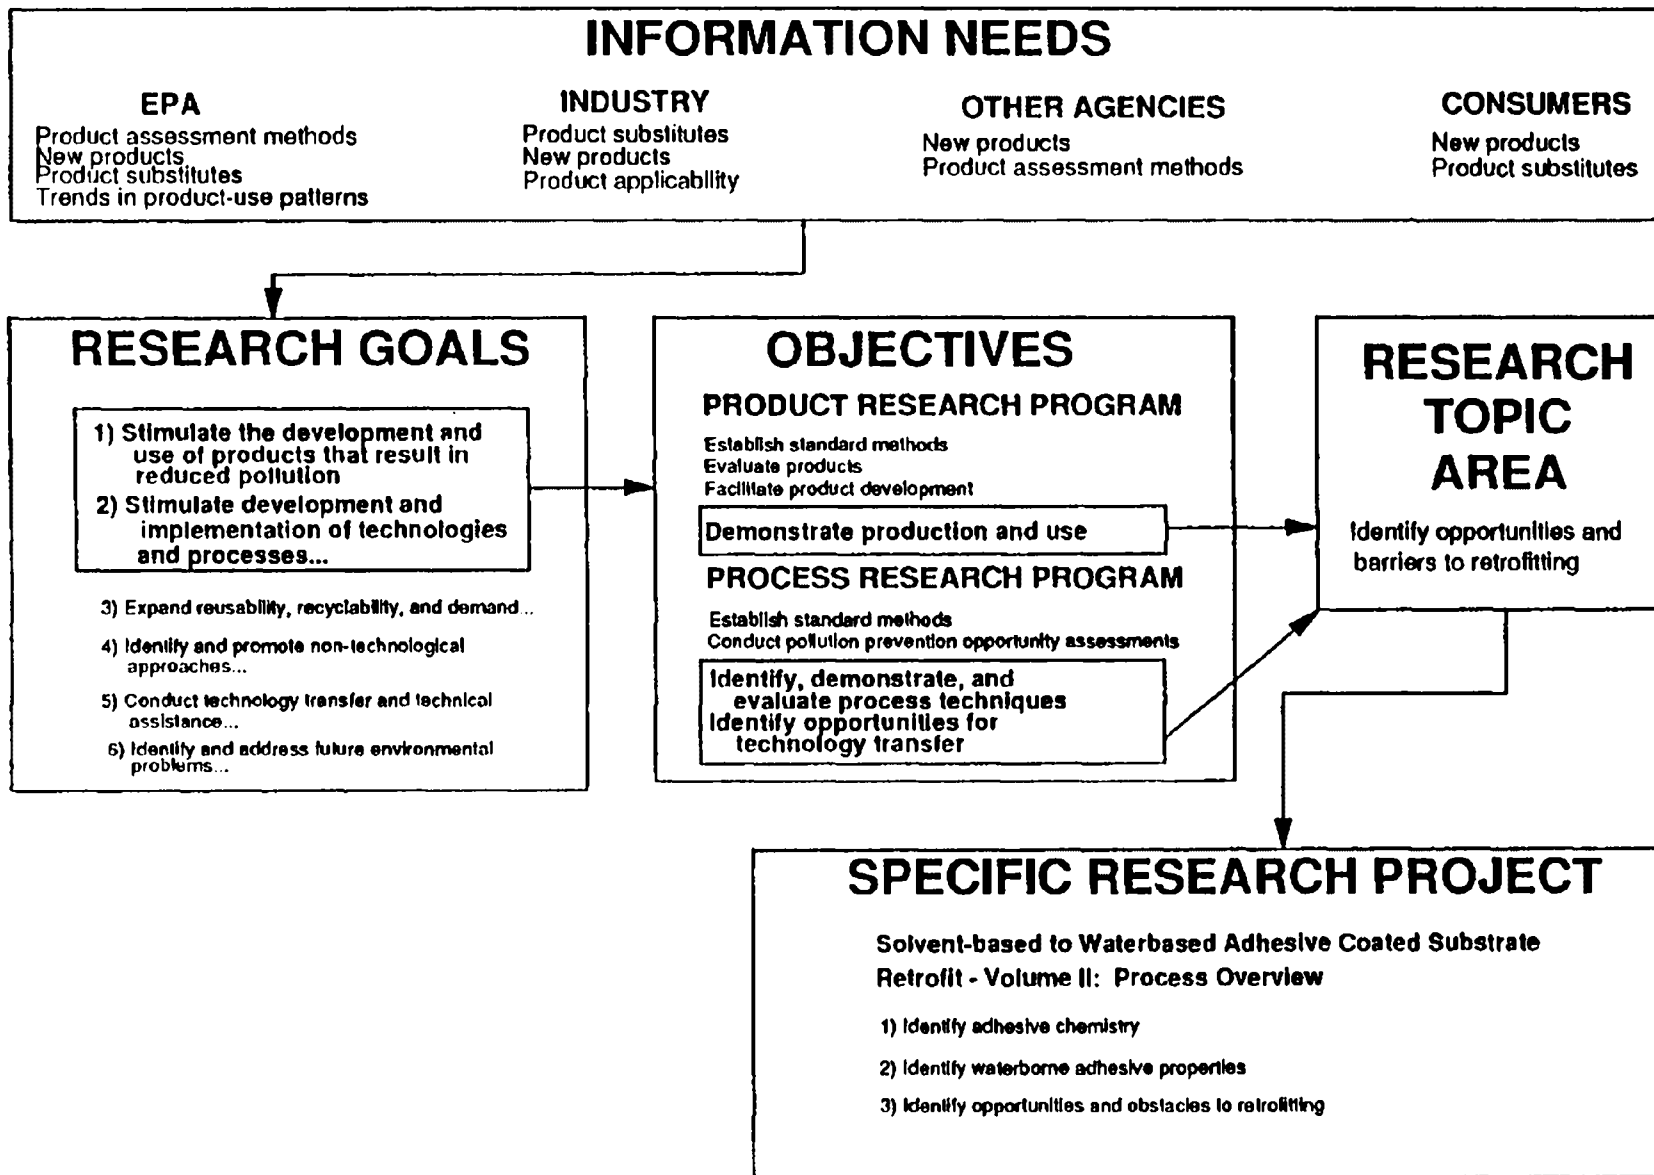 INFORMATION NEEDS
EPA
Product assessment methods
New products
Product substitutes
Trends in product-use patterns
INDUSTRY
Product substitutes
New products
Product applicability
OTHER AGENCIES
New products
Product assessment methods
CONSUMERS
New products
Product substitutes
RESEARCH GOALS
1) Stimulate the development and
use of products that result in
reduced pollution
2) Stimulate development and
implementation of technologies
and processes...
3) Expand reusability, recyclability, and demand...
4) Identify and promote non-technological
approaches...
5) Conduct technology transfer and technical
assistance...
6) Identify and address future environmental
problems...
OBJECTIVES
PRODUCT RESEARCH PROGRAM
Establish standard methods
Evaluate products
Facilitate product development
Demonstrate production and use
PROCESS RESEARCH PROGRAM
Establish standard methods
Conduct pollution prevention opportunity assessments
Identify, demonstrate, and
evaluate process techniques
Identify opportunities for
technology transfer
RESEARCH
TOPIC
AREA
Identify opportunities and
barriers to retrofitting
SPECIFIC RESEARCH PROJECT
Solvent-based to Waterbased Adhesive Coated Substrate
Retrofit - Volume II: Process Overview
1) Identify adhesive chemistry
2) Identify waterborne adhesive properties
3) Identify opportunities and obstacles to retrofitting